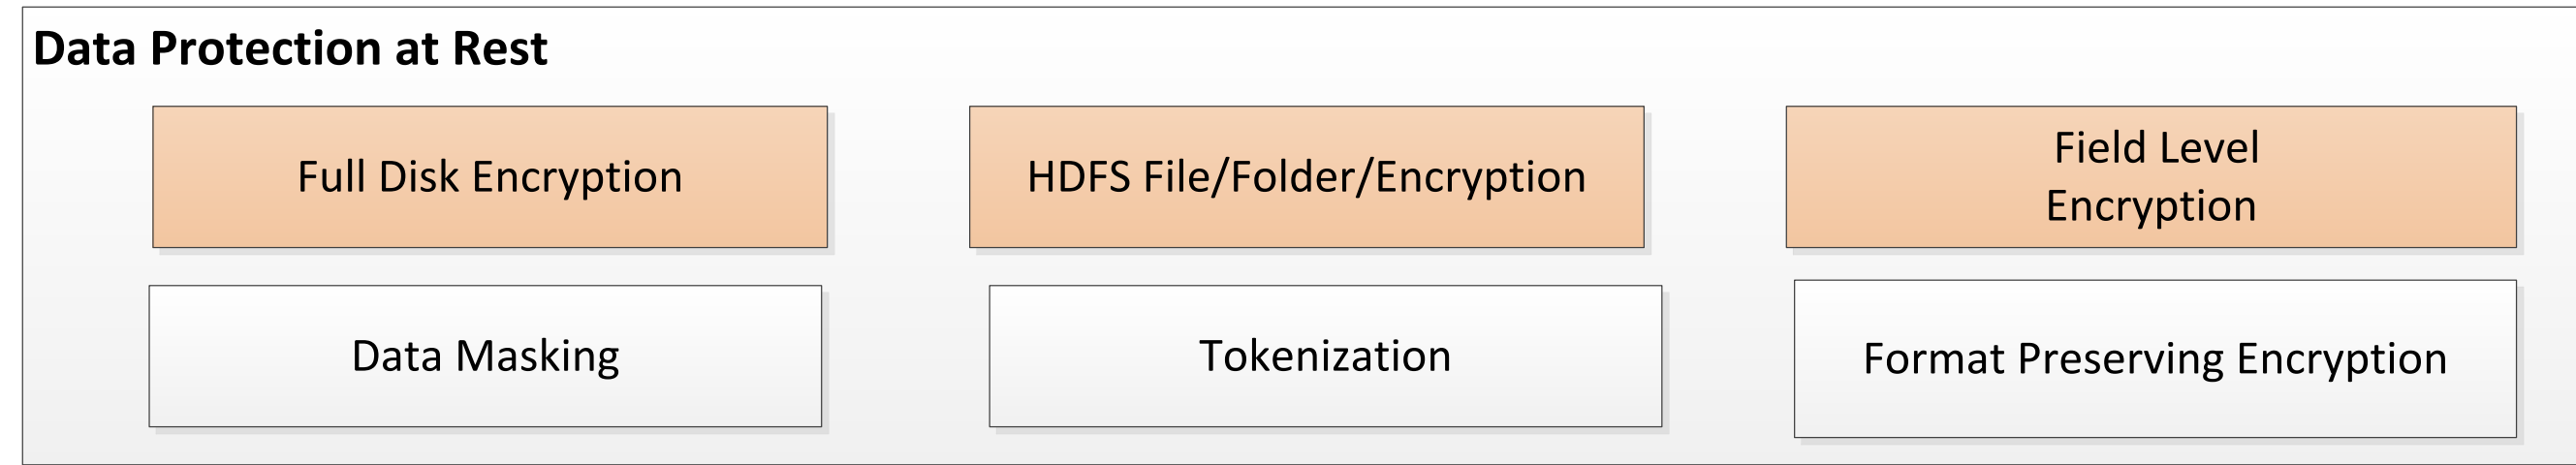 Data Protection at Rest
Full Disk Encryption
HDFS File/Folder/Encryption
Field Level
Encryption
Data Masking
Tokenization
Format Preserving Encryption